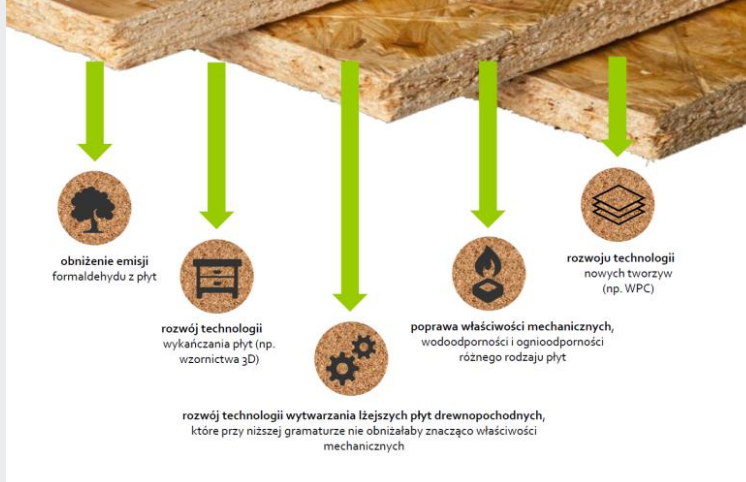 obniżenie emisji
formaldehydu z płyt
rozwój technologii
wykańczania płyt (np.
wzornictwa 3D)
rozwój technologii wytwarzania lżejszych płyt drewnopochodnych,
które przy niższej gramaturze nie obniżałaby znacząco właściwości
mechanicznych
poprawa właściwości mechanicznych,
wodoodporności i ognioodporności
różnego rodzaju płyt
rozwoju technologii
nowych tworzyw
(np. WPC)